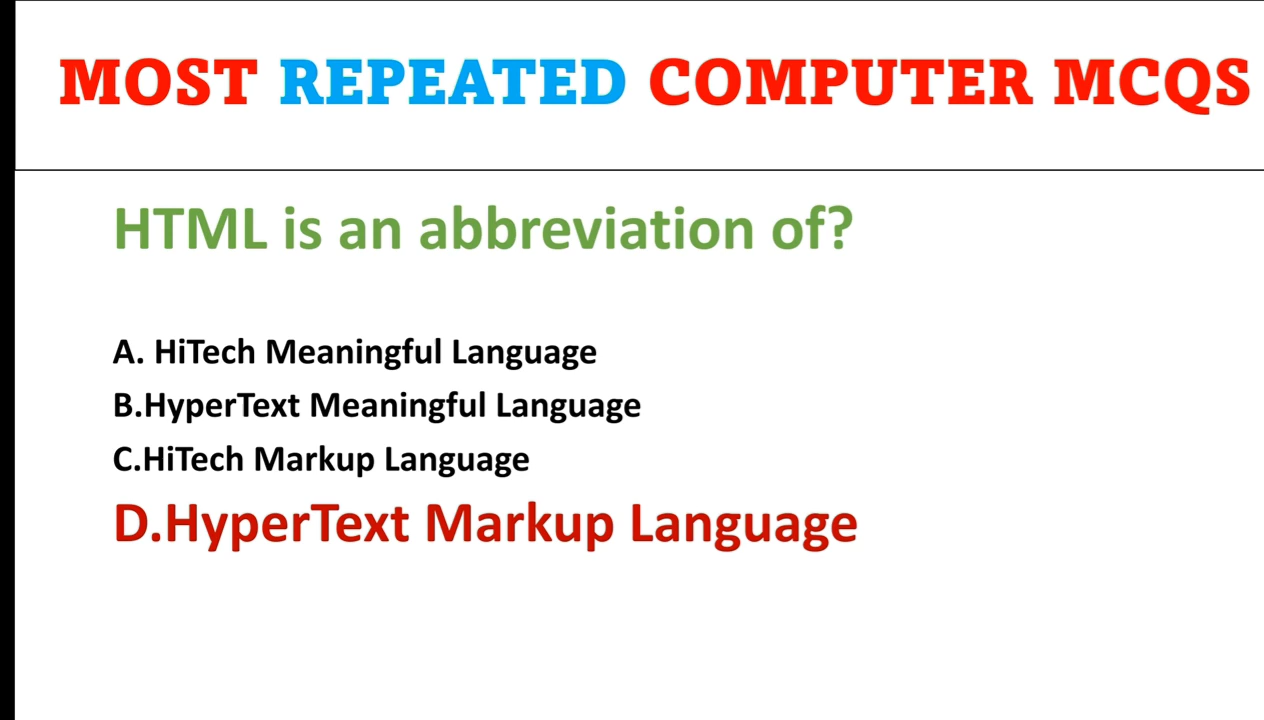 MOST REPEATED COMPUTER MCQS
HTML is an abbreviation of?
A. HiTech Meaningful Language
B.HyperText Meaningful Language
C.HiTech Markup Language
D.HyperText Markup Language